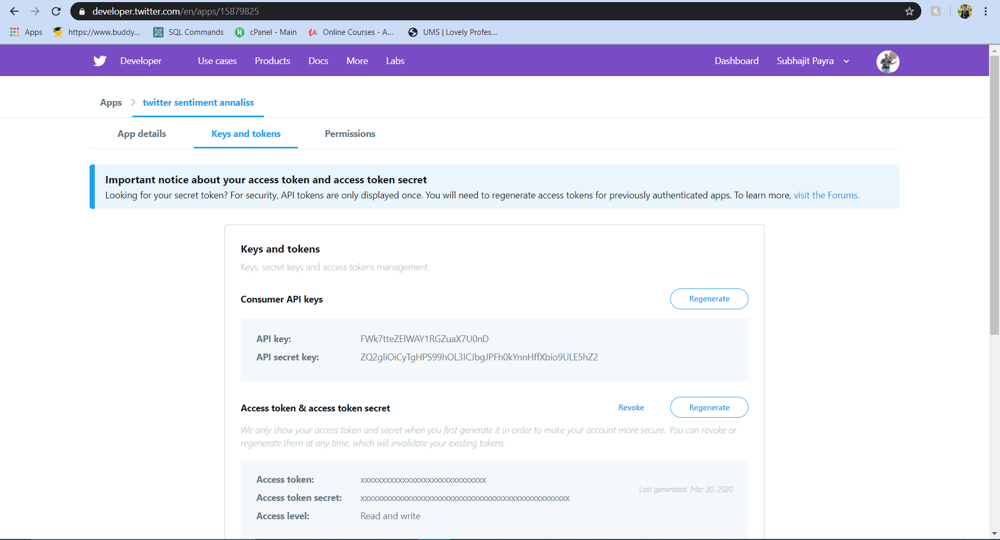 developer.twitter.com/en/apps/15879825
Apps
https://www.buddy...
SQL Commands
cPanel - Main
Online Courses - A...
UMS | Lovely Profes...
Developer
Use cases
Products
Docs
More
Labs
Dashboard
Subhajit Payra
Apps
twitter sentiment annaliss
App details
Keys and tokens
Permissions
Important notice about your access token and access token secret
Looking for your secret token? For security, API tokens are only displayed once. You will need to regenerate access tokens for previously authenticated apps. To learn more, visit the Forums.
Keys and tokens
Keys, secret keys and access tokens management.
Consumer API keys
Regenerate
API key:
API secret key:
Access token & access token secret
Revoke
Regenerate
We only show your access token and secret when you first generate it in order to make your account more secure. You can revoke or
regenerate them at any time, which will invalidate your existing tokens.
Access token:
Last generated: Mar 30, 2020
Access token secret:
Access level: Read and write